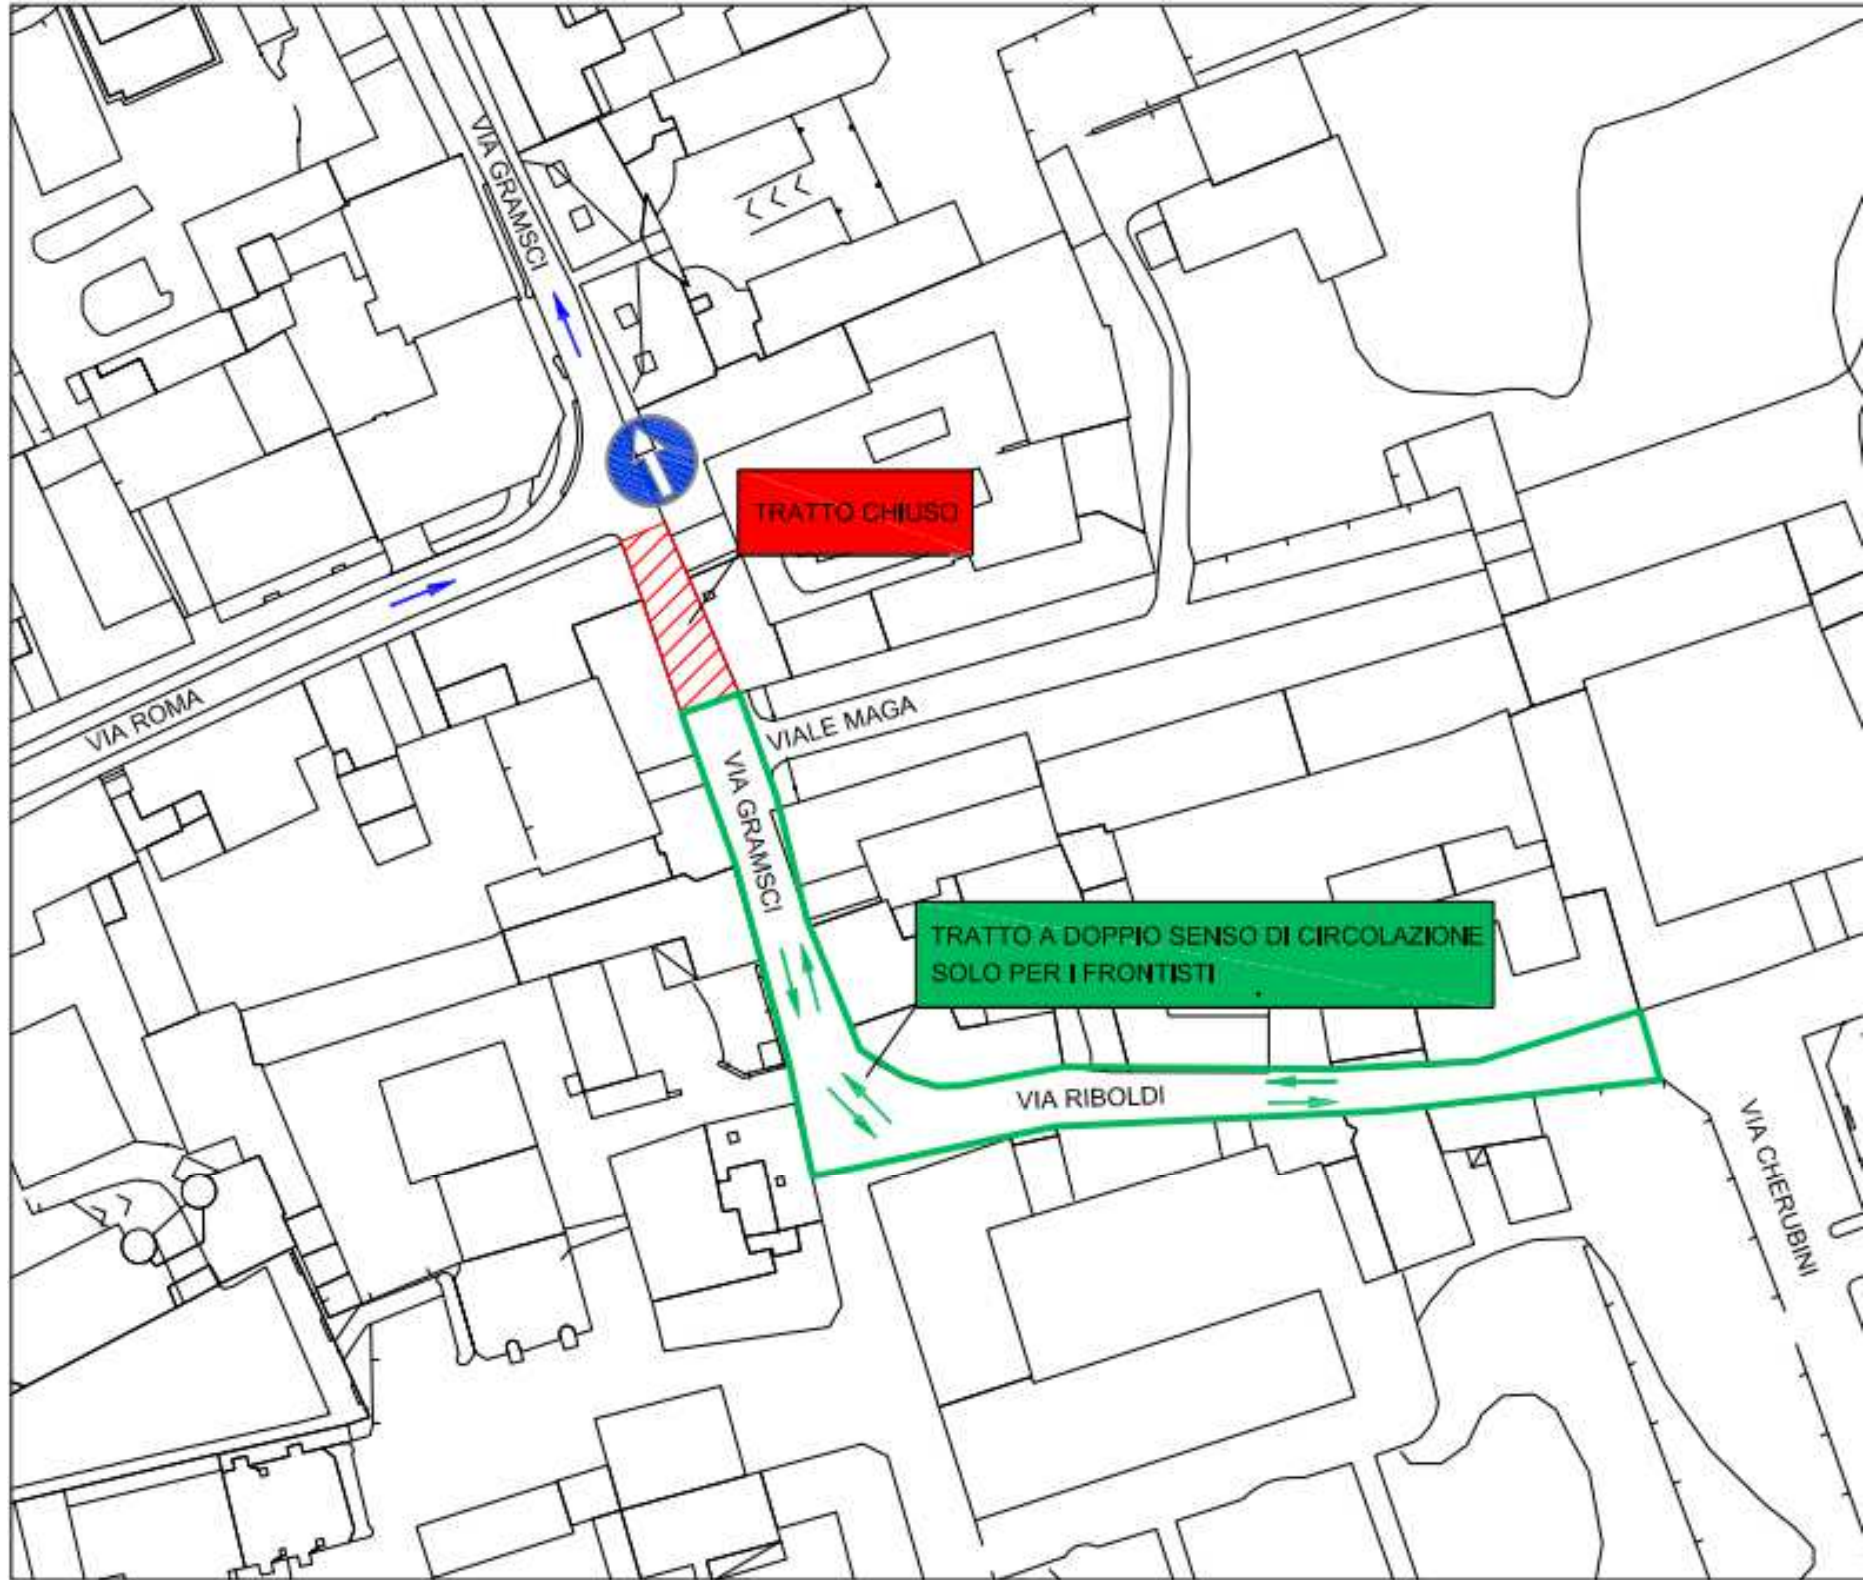 VIA GRAMSCI
TRATTO CHIUSO
VIA ROMA
VIALE MAGA
VIA GRAMSCI
TRATTO A DOPPIO SENSO DI CIRCOLAZIONE
SOLO PER I FRONTISTI
VIA RIBOLDI
VIA CHERUBINI